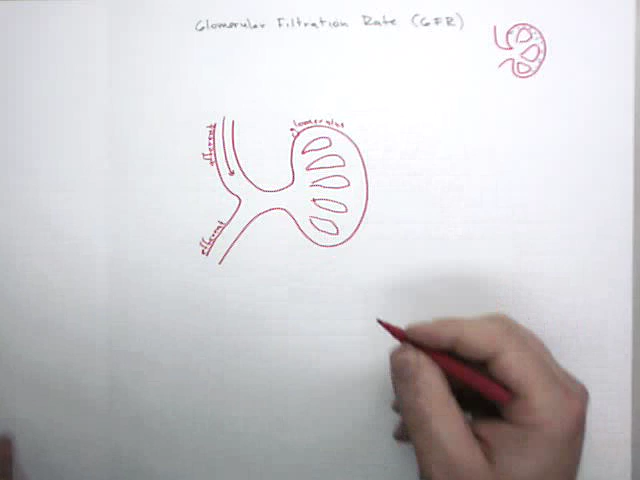 Glomerular Filtration Rate (GFR)
glomerulus
afferent
efferent